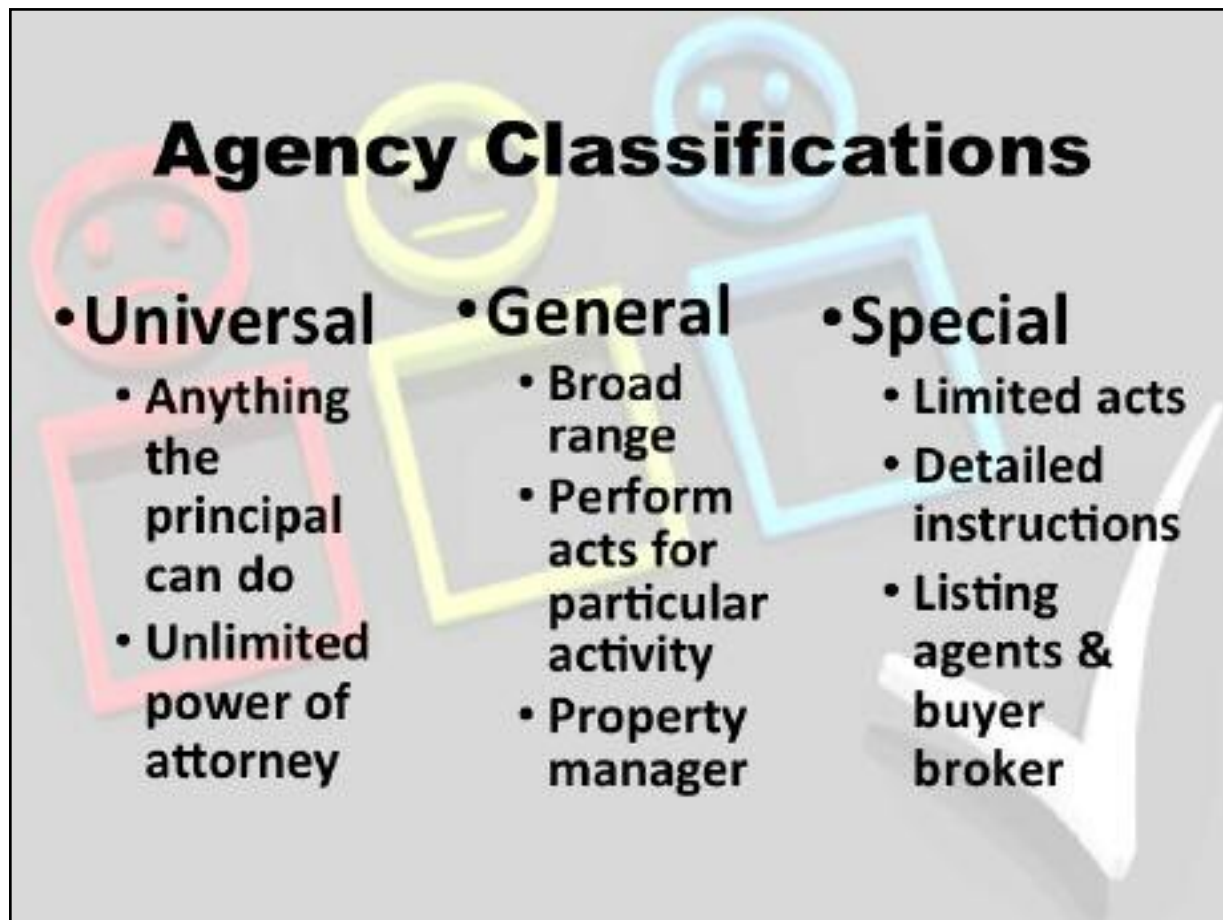 Agency Classifications
•Universal
• Anything
the
principal
can do
• Unlimited
power of
attorney
•General
• Broad
range
• Perform
acts for
particular
activity
• Property
manager
•Special
• Limited acts
• Detailed
instructions
• Listing
agents &
buyer
broker